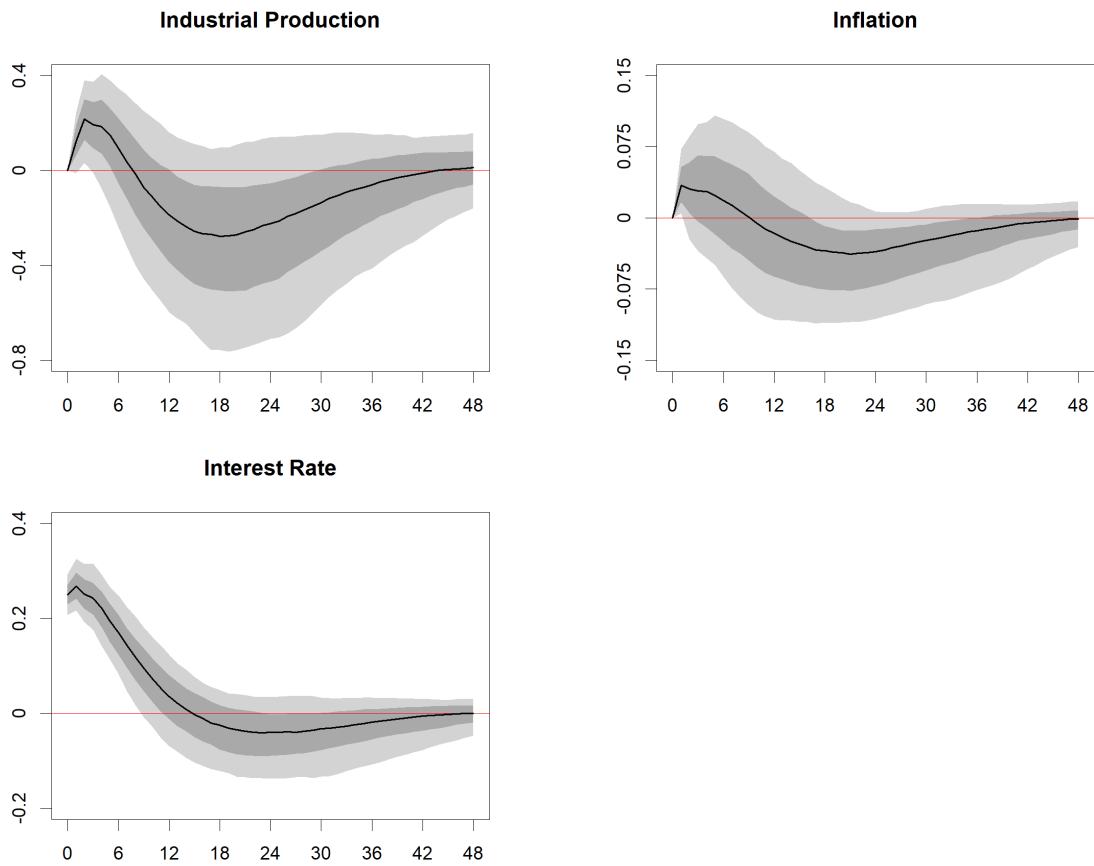 Industrial Production
0.4
0
-0.4
-0.8
0 6 12 18 24 30 36 42 48
Inflation
0.15
0.075
0
-0.075
-0.15
0 6 12 18 24 30 36 42 48
Interest Rate
0.4
0.2
0
-0.2
0 6 12 18 24 30 36 42 48